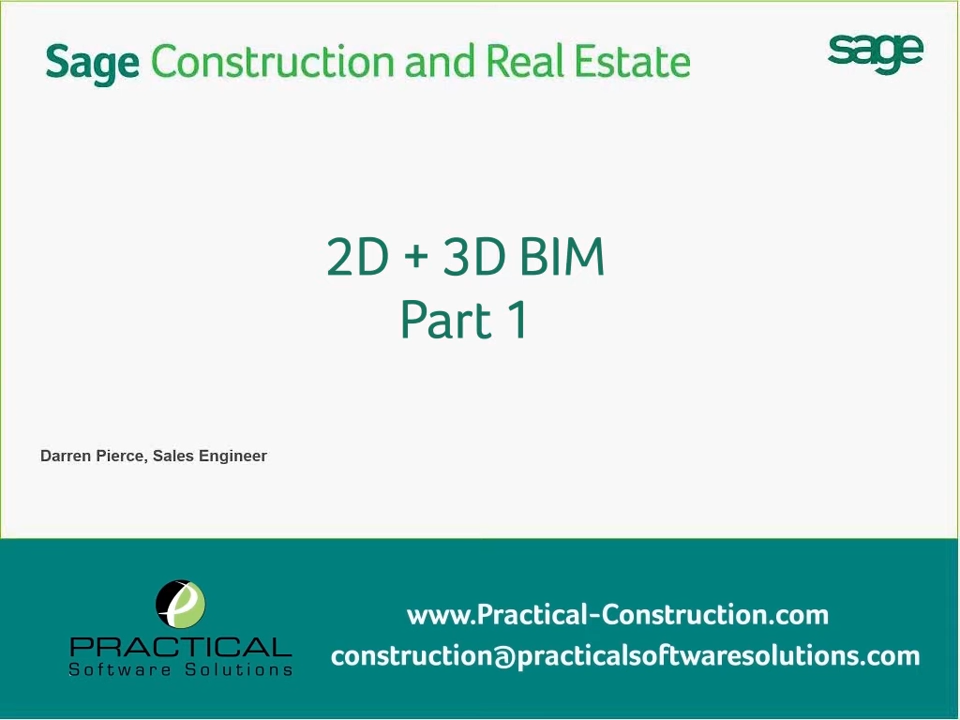 Sage Construction and Real Estate
sage
2D + 3D BIM
Part 1
Darren Pierce, Sales Engineer
PRACTICAL
Software Solutions
www.Practical-Construction.com
construction@practicalsoftwaresolutions.com